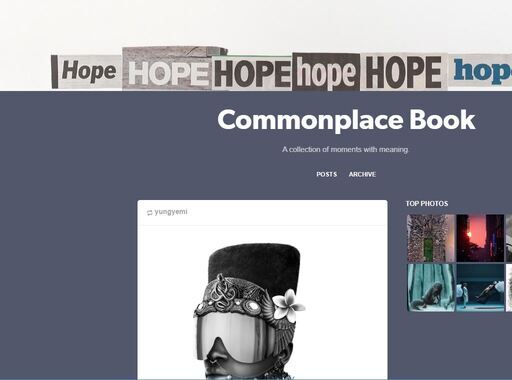 Hope HOPE HOPE hope HOPE hope
Commonplace Book
A collection of moments with meaning.
POSTS ARCHIVE
yungyemi
TOP PHOTOS